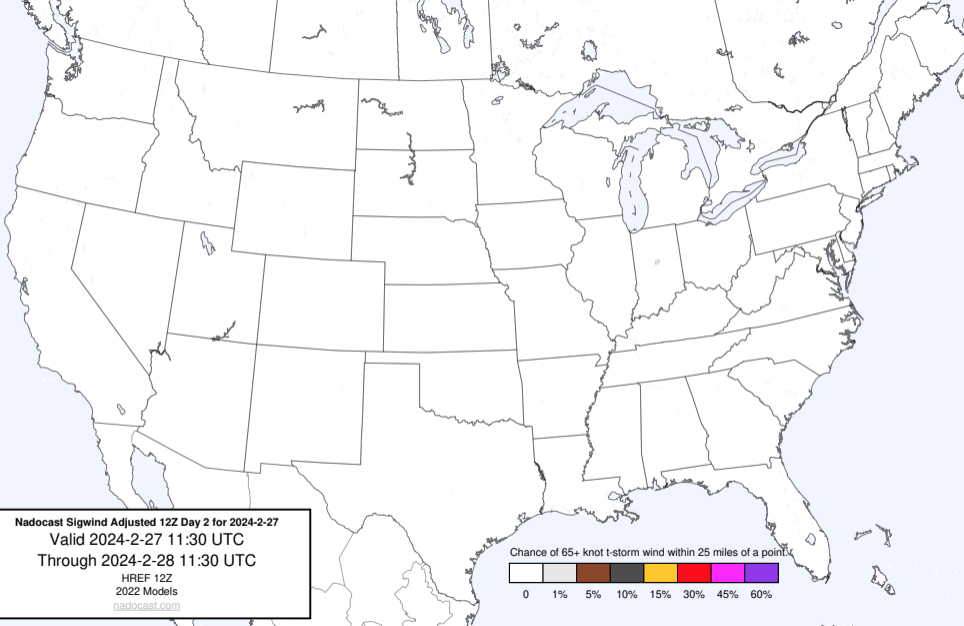 Nadocast Sigwind Adjusted 12Z Day 2 for 2024-2-27
Valid 2024-2-27 11:30 UTC
Through 2024-2-28 11:30 UTC
HREF 12Z
2022 Models
nadocast.com
Chance of 65+ knot t-storm wind within 25 miles of a point.
0 1% 5% 10% 15% 30% 45% 60%